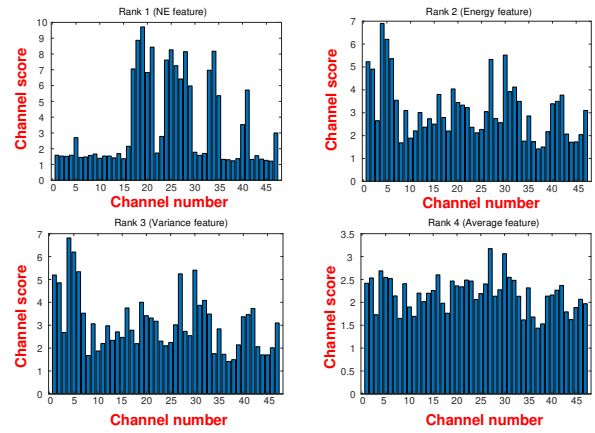 Rank 1 (NE feature)
Channel score
10
9
8
7
6
5
4
3
2
1
0
0 5 10 15 20 25 30 35 40 45
Channel number
Rank 2 (Energy feature)
Channel score
7
6
5
4
3
2
1
0
0 5 10 15 20 25 30 35 40 45
Channel number
Rank 3 (Variance feature)
Channel score
7
6
5
4
3
2
1
0
0 5 10 15 20 25 30 35 40 45
Channel number
Rank 4 (Average feature)
Channel score
3.5
3
2.5
2
1.5
1
0.5
0
0 5 10 15 20 25 30 35 40 45
Channel number